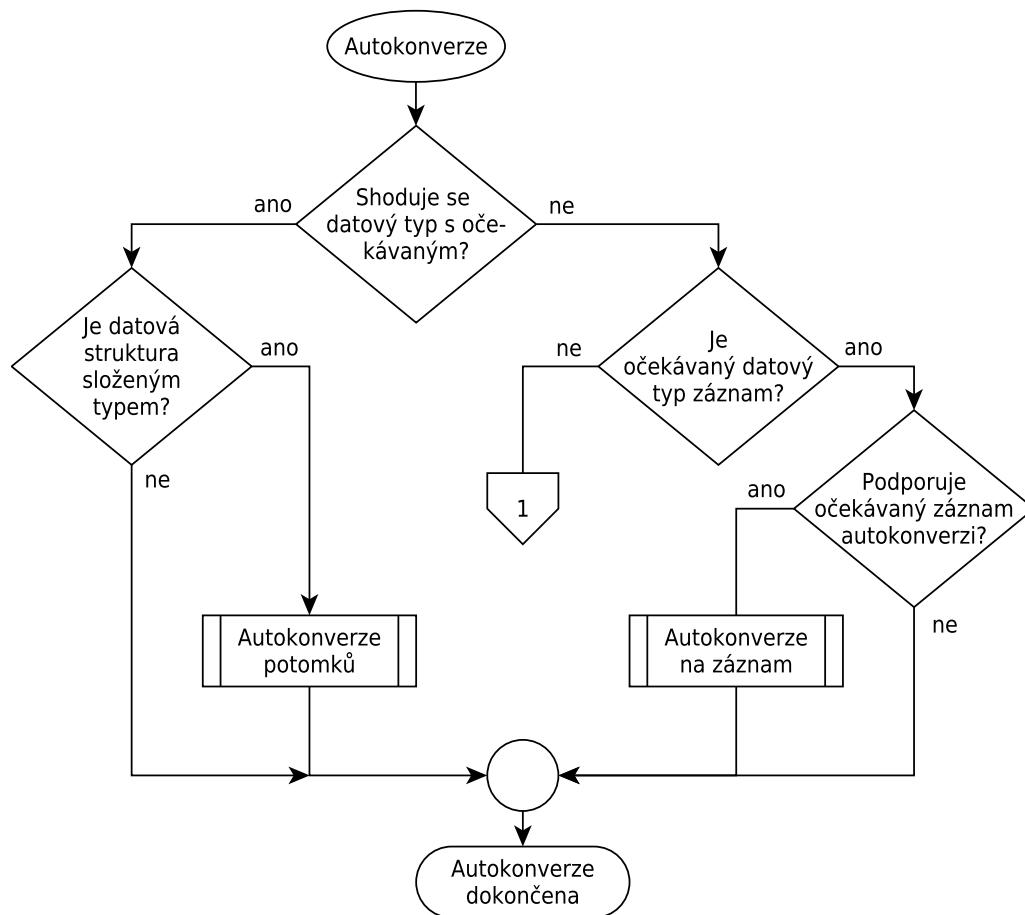 Autokonverze
Shoduje se
datový typ s oče-
kávaným?
ano
ne
Je datová
struktura
složeným
typem?
ano
ne
Je
očekávaný datový
typ záznam?
ne
ano
1
Podporuje
očekávaný záznam
autokonverzi?
ano
ne
Autokonverze
potomků
Autokonverze
na záznam
Autokonverze
dokončena